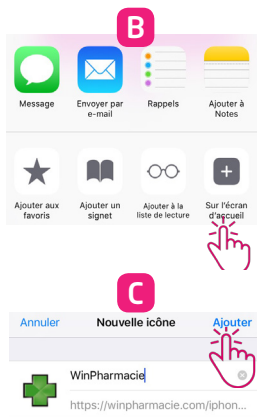 B
Message
Envoyer par
e-mail
Rappels
Ajouter à
Notes
Ajouter aux
favoris
Ajouter un
signet
Ajouter à la
liste de lecture
Sur l'écran
d'accueil
C
Annuler
Nouvelle icône
Ajouter
WinPharmacie
https://winpharmacie.com/iphon...